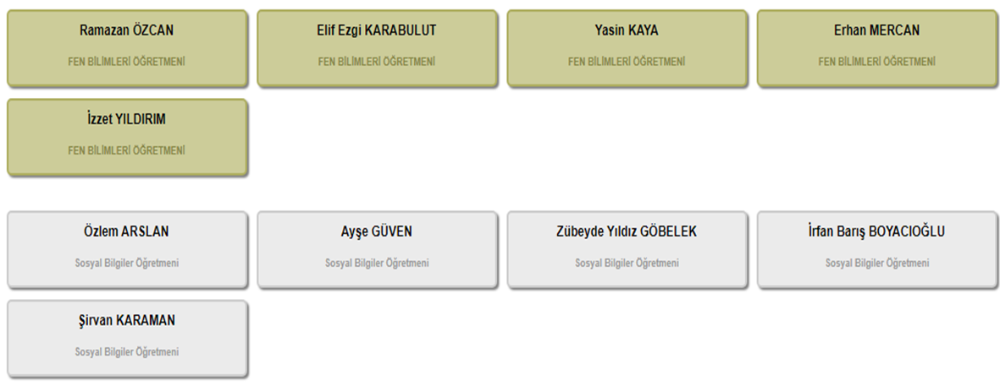 Ramazan ÖZCAN
FEN BİLİMLERİ ÖĞRETMENİ
Elif Ezgi KARABULUT
FEN BİLİMLERİ ÖĞRETMENİ
Yasin KAYA
FEN BİLİMLERİ ÖĞRETMENİ
Erhan MERCAN
FEN BİLİMLERİ ÖĞRETMENİ
İzzet YILDIRIM
FEN BİLİMLERİ ÖĞRETMENİ
Özlem ARSLAN
Sosyal Bilgiler Öğretmeni
Ayşe GÜVEN
Sosyal Bilgiler Öğretmeni
Zübeyde Yıldız GÖBELEK
Sosyal Bilgiler Öğretmeni
İrfan Barış BOYACIOĞLU
Sosyal Bilgiler Öğretmeni
Şirvan KARAMAN
Sosyal Bilgiler Öğretmeni